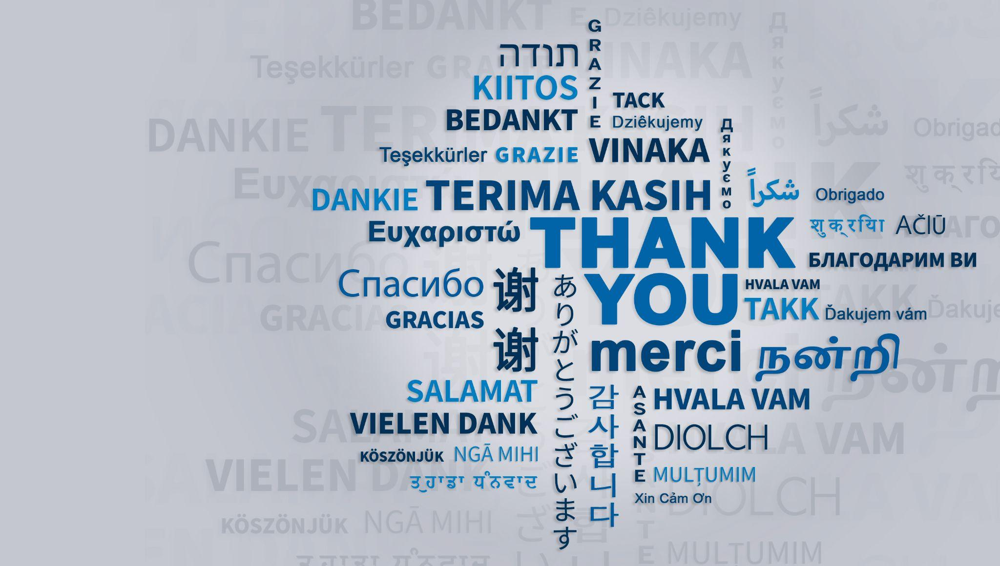 GRAZIE
תודה
KIITOS
TACK
BEDANKT
Dziêkujemy
Дякуємо
Teşekkürler
GRAZIE
VINAKA
DANKIE
TERIMA KASIH
شكراً
Obrigado
Ευχαριστώ
THANK
शुक्रिया
AČIŪ
БЛАГОДАРИМ ВИ
Спасибо
谢谢
ありがとうございます
YOU
HVALA VAM
TAKK
Ďakujem vám
GRACIAS
merci
நன்றி
SALAMAT
감사합니다
ASANTE
HVALA VAM
VIELEN DANK
DIOLCH
KÖSZÖNJÜK
NGĀ MIHI
MULȚUMIM
ਤੁਹਾਡਾ ਧੰਨਵਾਦ
Xin Cảm Ơn